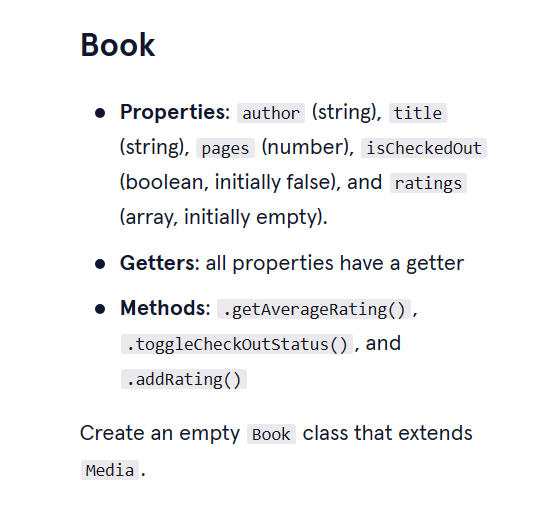 Book
Properties: author (string), title
(string), pages (number), isCheckedOut
(boolean, initially false), and ratings
(array, initially empty).
Getters: all properties have a getter
Methods: .getAverageRating(),
.toggleCheckOutStatus(), and
.addRating()
Create an empty Book class that extends
Media.